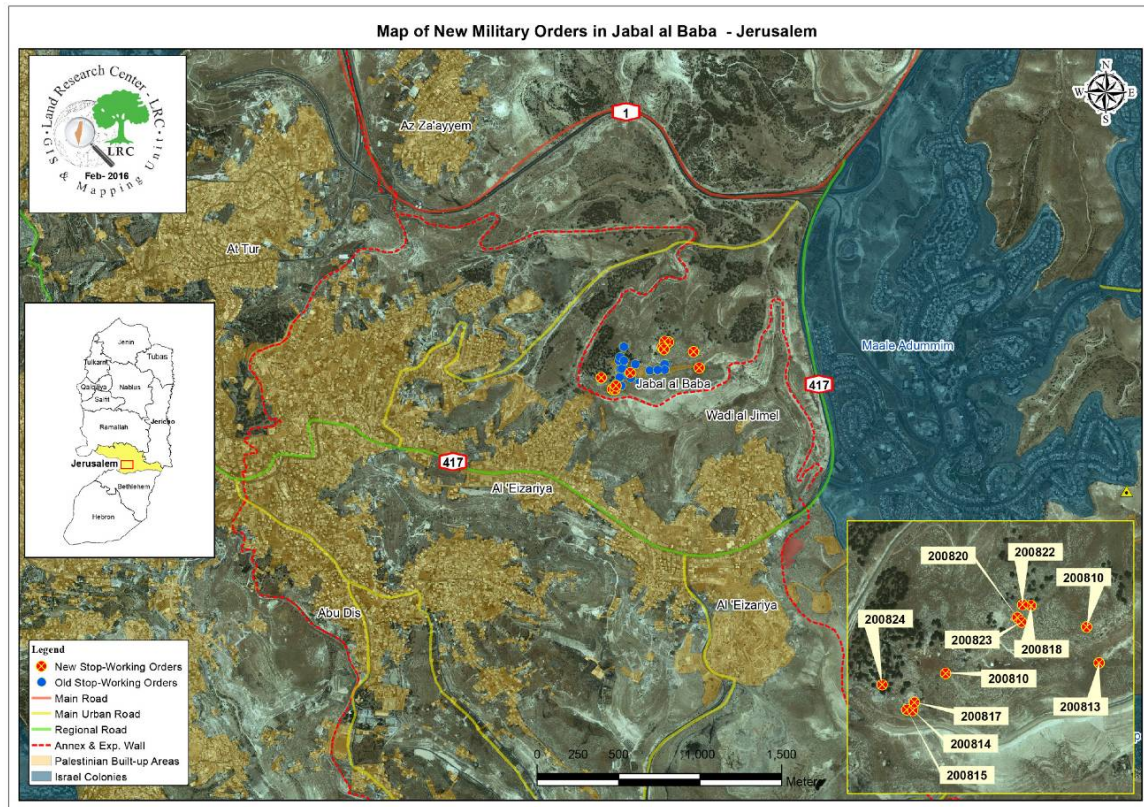 Map of New Military Orders in Jabal al Baba - Jerusalem
GIS & Mapping Unit · Land Research Center - LRC ·
LRC
Feb- 2016
N
W E
S
1
Az Za'ayyem
At Tur
Maale Adummim
Jabal al Baba
417
Wadi al Jimel
417
Al 'Eizariya
Abu Dis
Al 'Eizariya
Jenin
Tubas
Tulkarm
Nablus
Qalqiliya
Salfit
Ramallah
Jericho
Jerusalem
Bethlehem
Hebron
200820
200822
200810
200824
200823
200818
200810
200813
200817
200814
200815
Legend
New Stop-Working Orders
Old Stop-Working Orders
Main Road
Main Urban Road
Regional Road
Annex & Exp. Wall
Palestinian Built-up Areas
Israel Colonies
0 500 1,000 1,500
Meter